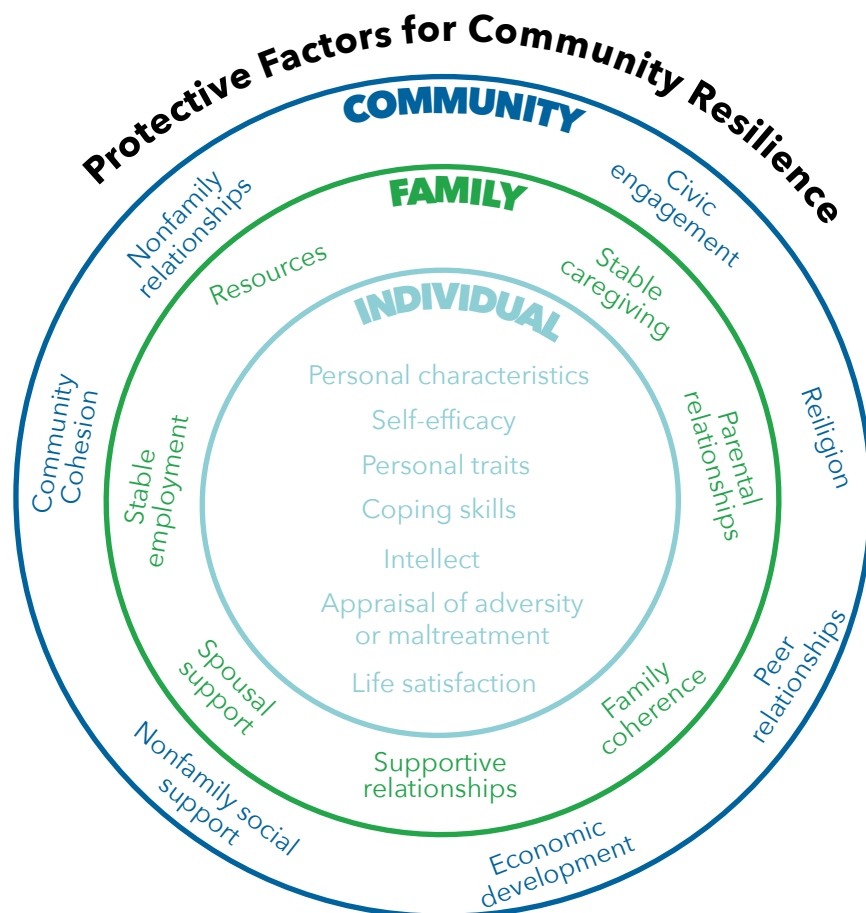 Protective Factors for Community Resilience
COMMUNITY
Nonfamily
relationships
Civic
engagement
Reiligion
Peer
relationships
Economic
development
Nonfamily social
support
Community
Cohesion
FAMILY
Resources
Stable
caregiving
Parental
relationships
Family
coherence
Supportive
relationships
Spousal
support
Stable
employment
INDIVIDUAL
Personal characteristics
Self-efficacy
Personal traits
Coping skills
Intellect
Appraisal of adversity
or maltreatment
Life satisfaction